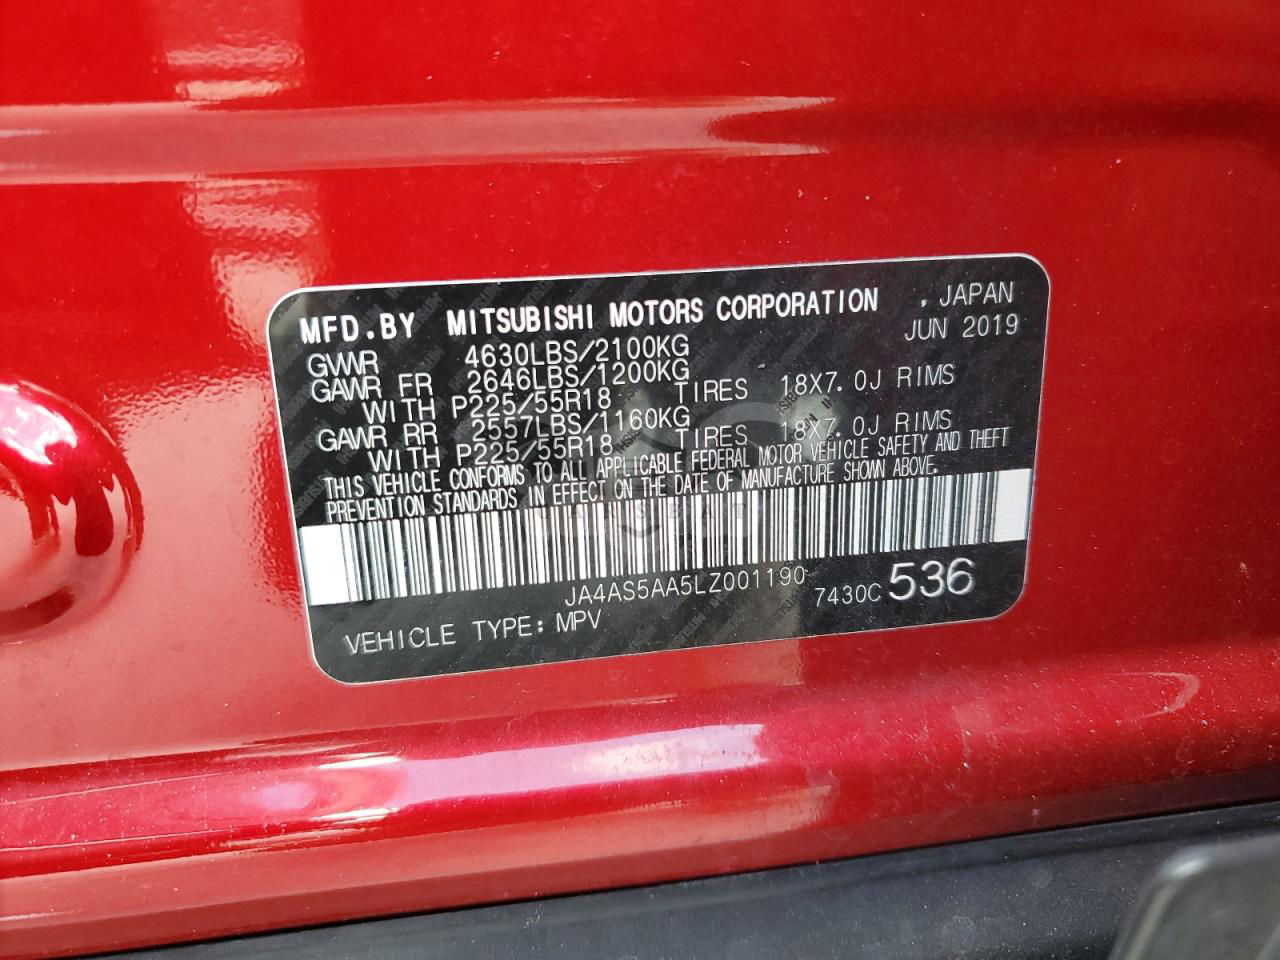 MFD.BY MITSUBISHI MOTORS CORPORATION , JAPAN
JUN 2019
GVWR 4630LBS/2100KG
GAWR FR 2646LBS/1200KG
WITH P225/55R18 TIRES 18X7.0J RIMS
GAWR RR 2557LBS/1160KG
WITH P225/55R18 TIRES 18X7.0J RIMS
THIS VEHICLE CONFORMS TO ALL APPLICABLE FEDERAL MOTOR VEHICLE SAFETY AND THEFT
PREVENTION STANDARDS IN EFFECT ON THE DATE OF MANUFACTURE SHOWN ABOVE.
JA4AS5AA5LZ001190
7430C 536
VEHICLE TYPE: MPV